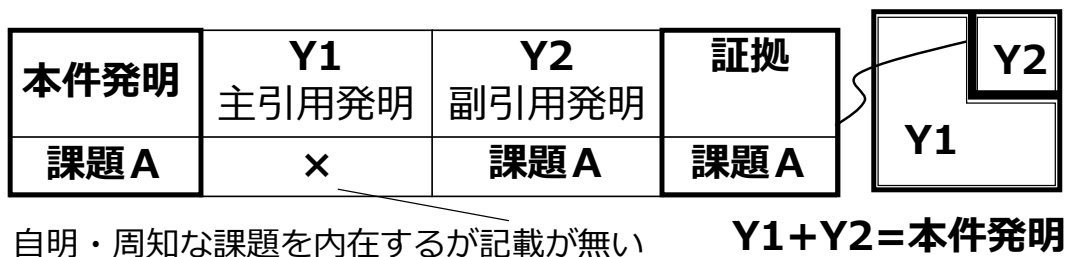 本件発明
Y1
主引用発明
Y2
副引用発明
証拠
課題A
×
課題A
課題A
Y2
Y1
自明・周知な課題を内在するが記載が無い
Y1+Y2=本件発明